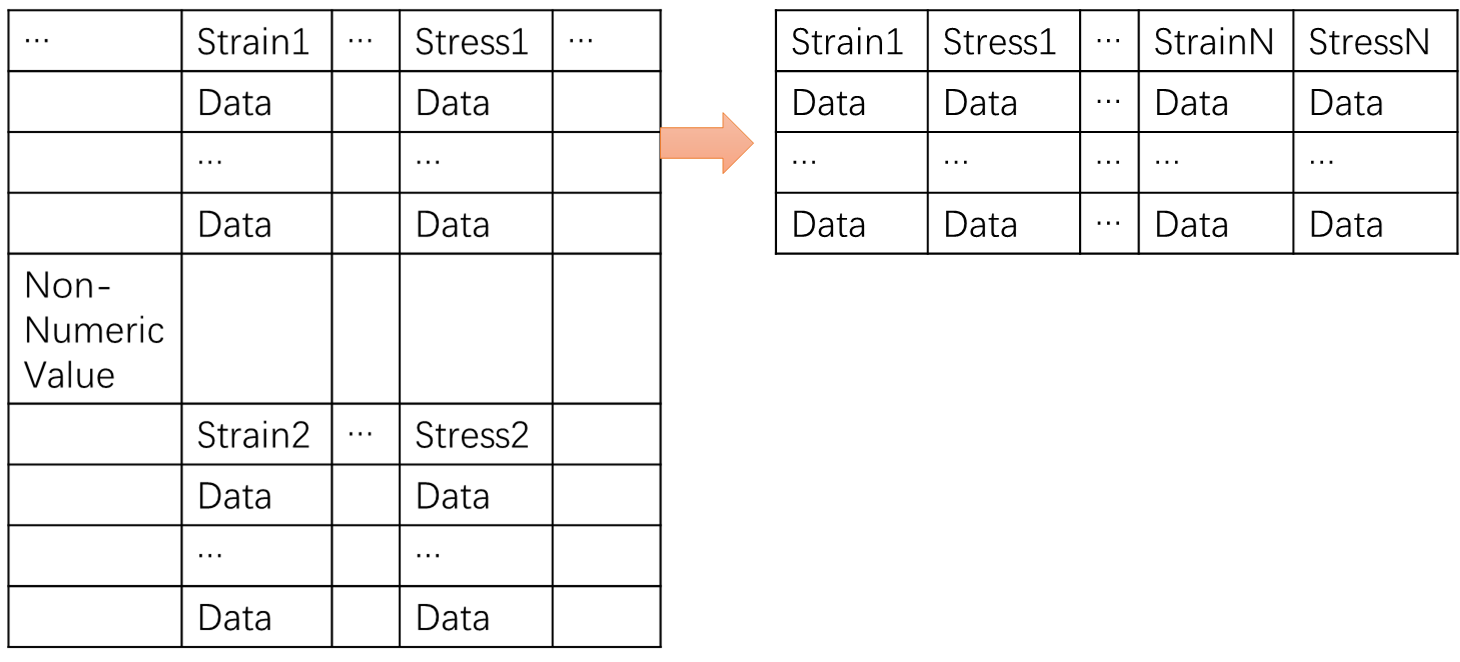 … Strain1 … Stress1 …
Data Data
… …
Data Data
Non-
Numeric
Value
Strain2 … Stress2
Data Data
… …
Data Data
Strain1 Stress1 … StrainN StressN
Data Data … Data Data
… … … … …
Data Data … Data Data